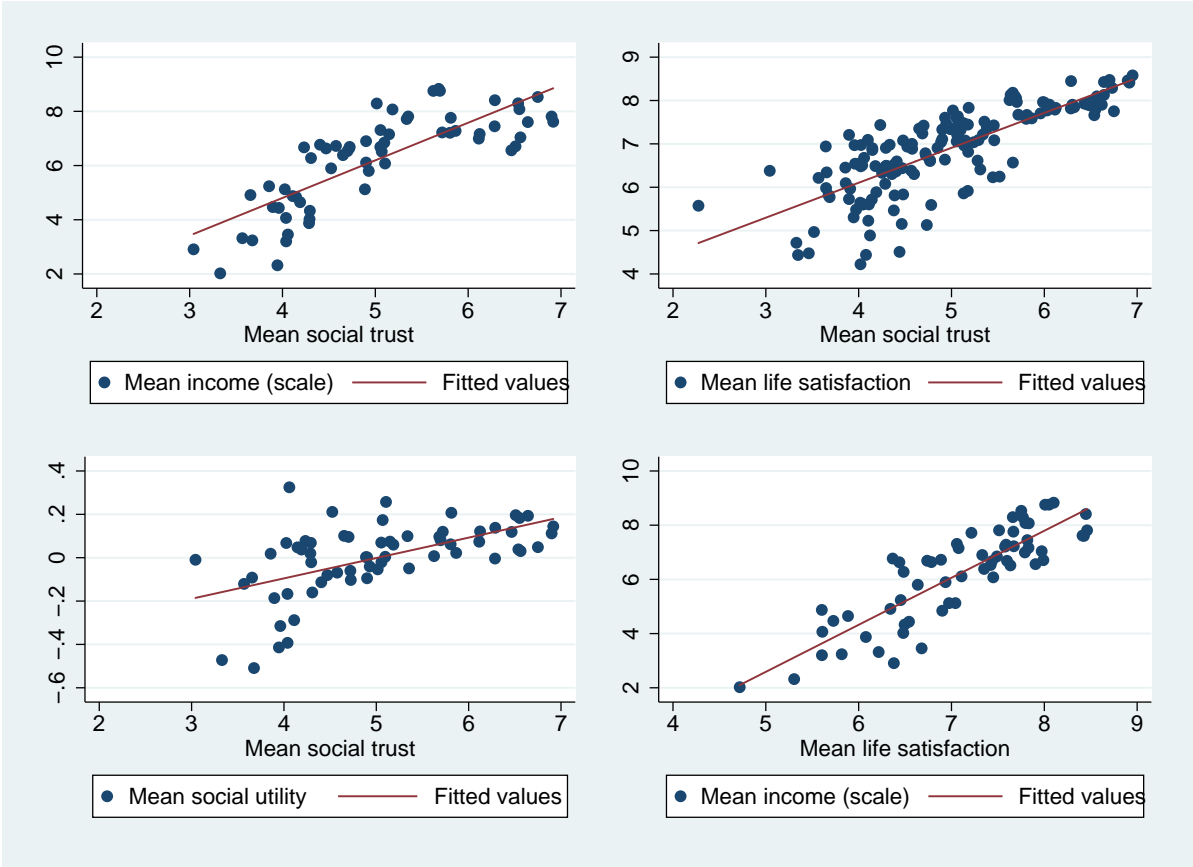 10
8
6
4
2
2 3 4 5 6 7
Mean social trust
Mean income (scale) Fitted values
9
8
7
6
5
4
2 3 4 5 6 7
Mean social trust
Mean life satisfaction Fitted values
.4
.2
0
−.2
−.4
−.6
2 3 4 5 6 7
Mean social trust
Mean social utility Fitted values
10
8
6
4
2
4 5 6 7 8 9
Mean life satisfaction
Mean income (scale) Fitted values